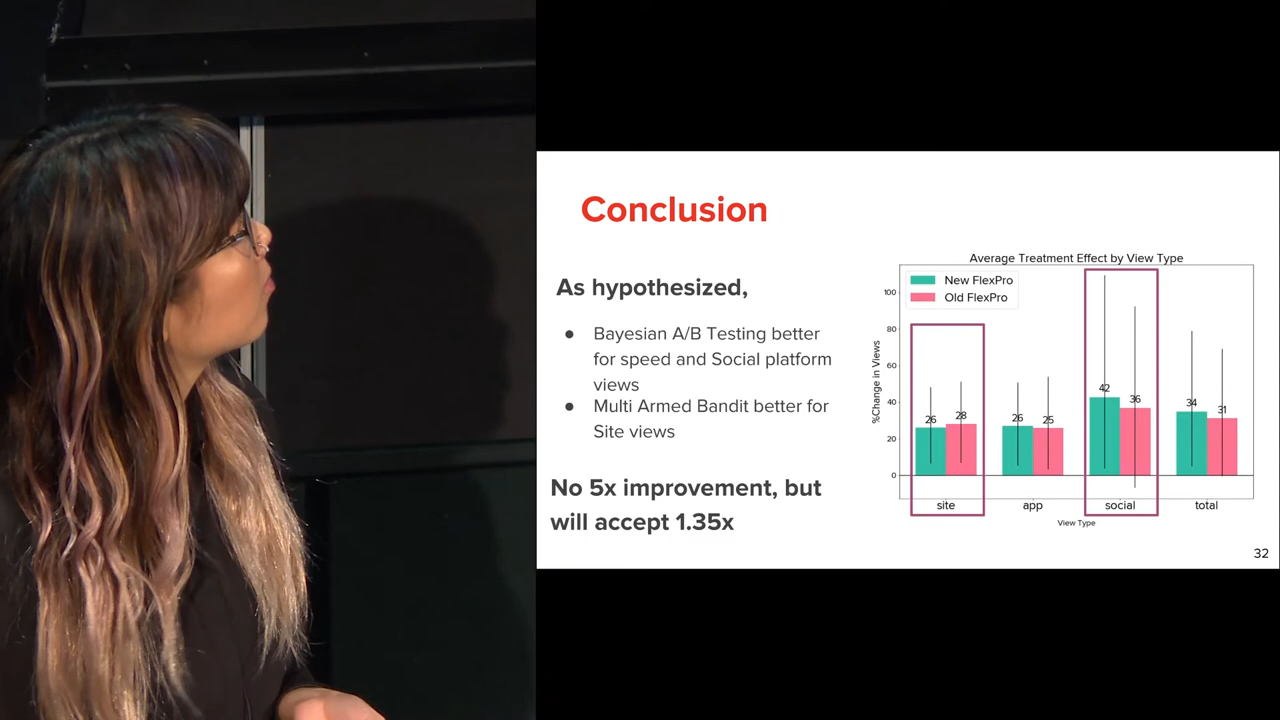 Conclusion
As hypothesized,
● Bayesian A/B Testing better
for speed and Social platform
views
● Multi Armed Bandit better for
Site views
No 5x improvement, but
will accept 1.35x
Average Treatment Effect by View Type
New FlexPro
Old FlexPro
%Change in Views
100
80
60
40
20
0
26
28
26
25
42
36
34
31
site
app
social
total
View Type
32